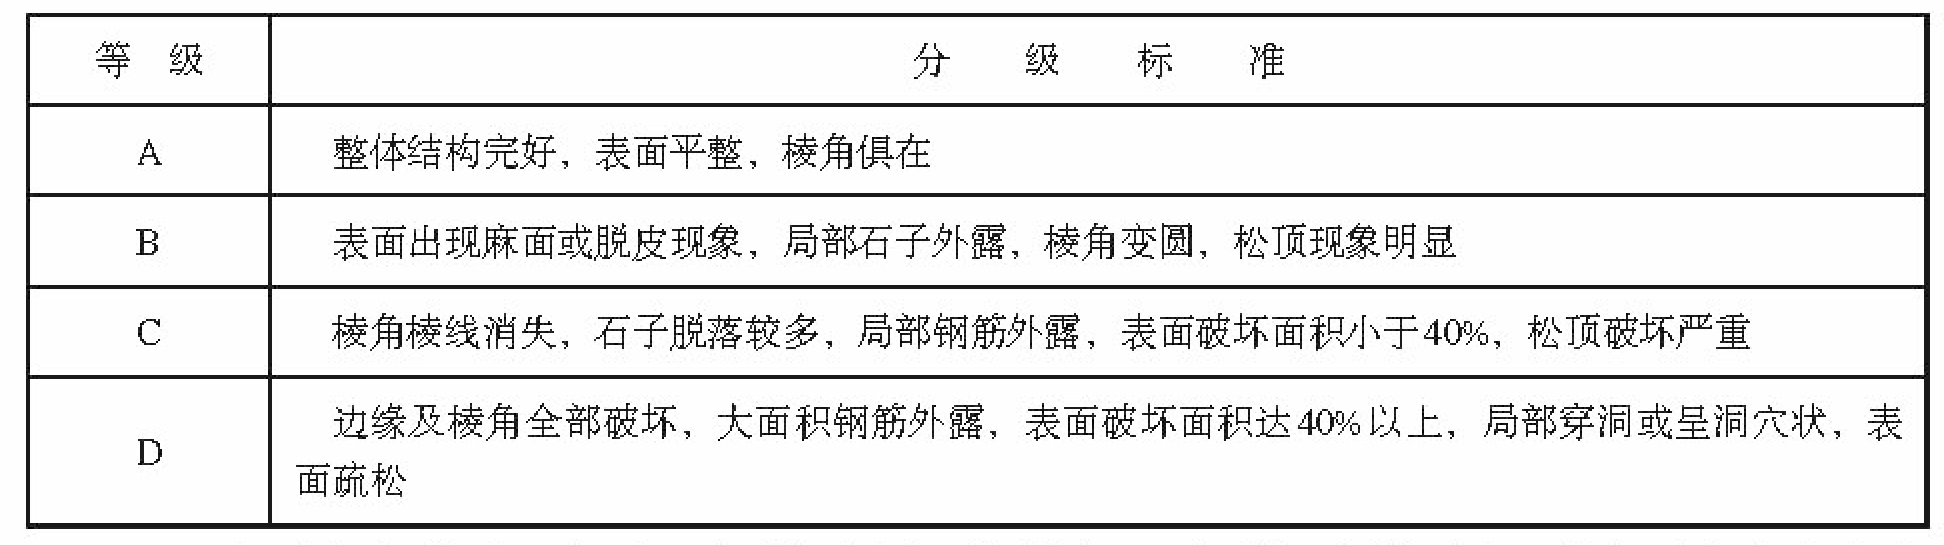 等 级 分 级 标 准
A 整体结构完好，表面平整，棱角俱在
B 表面出现麻面或脱皮现象，局部石子外露，棱角变圆，松顶现象明显
C 棱角棱线消失，石子脱落较多，局部钢筋外露，表面破坏面积小于40%，松顶破坏严重
D 边缘及棱角全部破坏，大面积钢筋外露，表面破坏面积达40%以上，局部穿洞或呈洞穴状，表
面疏松